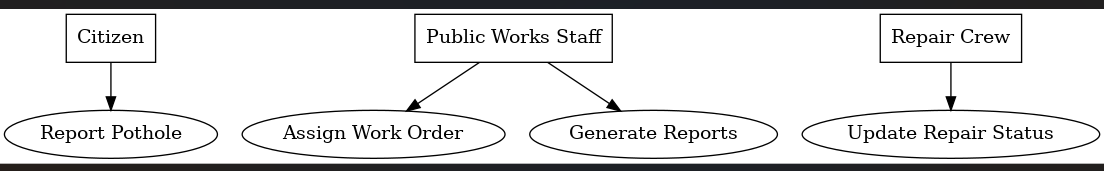 Citizen
Public Works Staff
Repair Crew
Report Pothole
Assign Work Order
Generate Reports
Update Repair Status